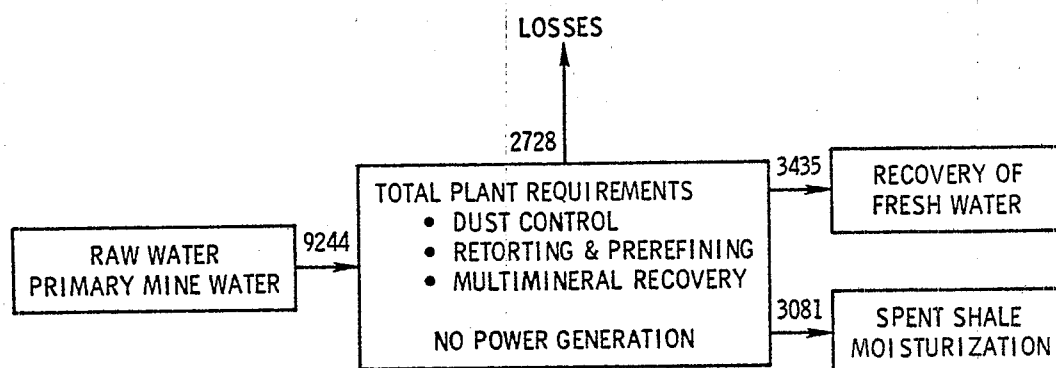 LOSSES
2728
TOTAL PLANT REQUIREMENTS
• DUST CONTROL
• RETORTING & PREREFINING
• MULTIMINERAL RECOVERY
NO POWER GENERATION
9244
RAW WATER
PRIMARY MINE WATER
3435
RECOVERY OF
FRESH WATER
3081
SPENT SHALE
MOISTURIZATION